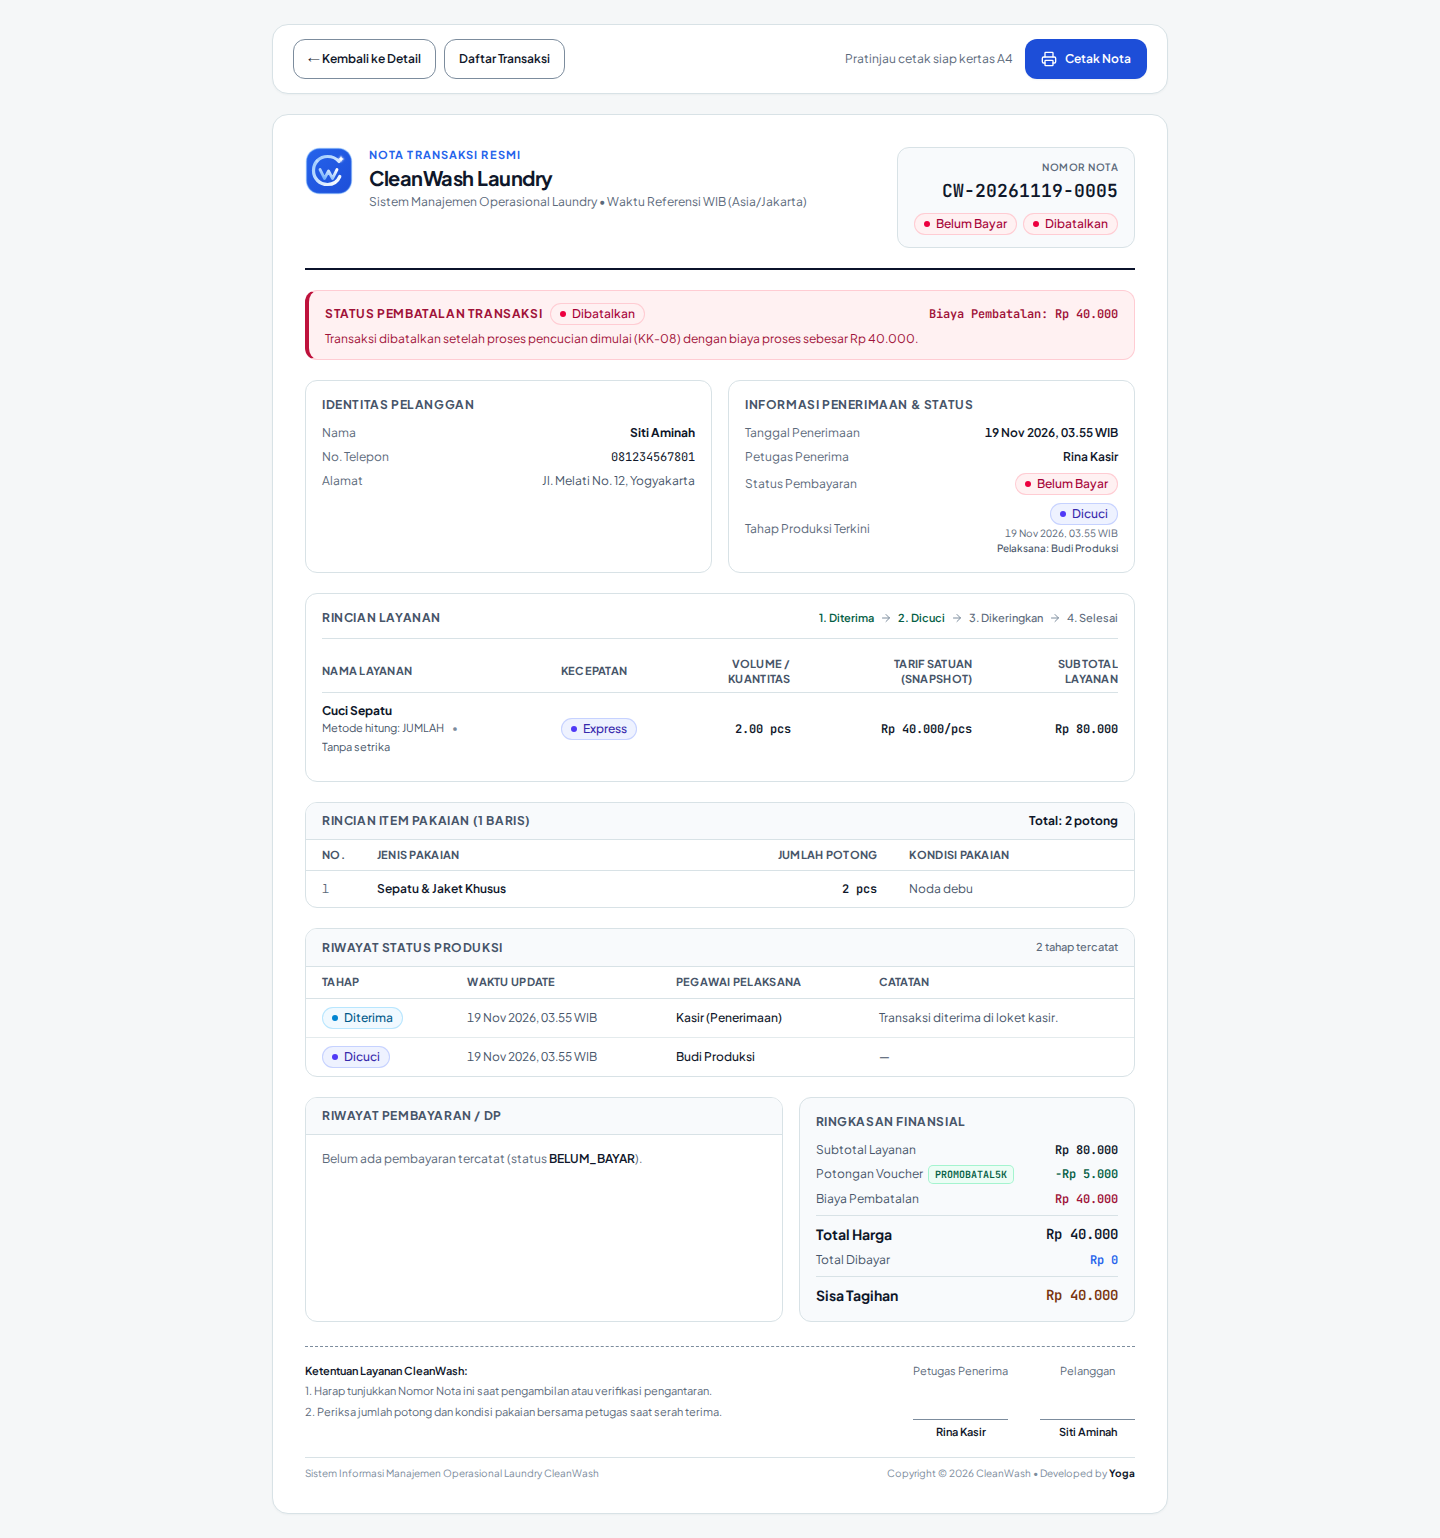 ← Kembali ke Detail
Daftar Transaksi
Pratinjau cetak siap kertas A4
Cetak Nota
NOTA TRANSAKSI RESMI
CleanWash Laundry
Sistem Manajemen Operasional Laundry • Waktu Referensi WIB (Asia/Jakarta)
NOMOR NOTA
CW-20261119-0005
Belum Bayar
Dibatalkan
STATUS PEMBATALAN TRANSAKSI
Dibatalkan
Biaya Pembatalan: Rp 40.000
Transaksi dibatalkan setelah proses pencucian dimulai (KK-08) dengan biaya proses sebesar Rp 40.000.
IDENTITAS PELANGGAN
Nama
Siti Aminah
No. Telepon
081234567801
Alamat
Jl. Melati No. 12, Yogyakarta
INFORMASI PENERIMAAN & STATUS
Tanggal Penerimaan
19 Nov 2026, 03.55 WIB
Petugas Penerima
Rina Kasir
Status Pembayaran
Belum Bayar
Tahap Produksi Terkini
Dicuci
19 Nov 2026, 03.55 WIB
Pelaksana: Budi Produksi
RINCIAN LAYANAN
1. Diterima → 2. Dicuci → 3. Dikeringkan → 4. Selesai
NAMA LAYANAN
KECEPATAN
VOLUME /
KUANTITAS
TARIF SATUAN
(SNAPSHOT)
SUBTOTAL
LAYANAN
Cuci Sepatu
Metode hitung: JUMLAH •
Tanpa setrika
Express
2.00 pcs
Rp 40.000/pcs
Rp 80.000
RINCIAN ITEM PAKAIAN (1 BARIS)
Total: 2 potong
NO.
JENIS PAKAIAN
JUMLAH POTONG
KONDISI PAKAIAN
1
Sepatu & Jaket Khusus
2 pcs
Noda debu
RIWAYAT STATUS PRODUKSI
2 tahap tercatat
TAHAP
WAKTU UPDATE
PEGAWAI PELAKSANA
CATATAN
Diterima
19 Nov 2026, 03.55 WIB
Kasir (Penerimaan)
Transaksi diterima di loket kasir.
Dicuci
19 Nov 2026, 03.55 WIB
Budi Produksi
—
RIWAYAT PEMBAYARAN / DP
Belum ada pembayaran tercatat (status BELUM_BAYAR).
RINGKASAN FINANSIAL
Subtotal Layanan
Rp 80.000
Potongan Voucher
PROMOBATAL5K
-Rp 5.000
Biaya Pembatalan
Rp 40.000
Total Harga
Rp 40.000
Total Dibayar
Rp 0
Sisa Tagihan
Rp 40.000
Ketentuan Layanan CleanWash:
1. Harap tunjukkan Nomor Nota ini saat pengambilan atau verifikasi pengantaran.
2. Periksa jumlah potong dan kondisi pakaian bersama petugas saat serah terima.
Petugas Penerima
Rina Kasir
Pelanggan
Siti Aminah
Sistem Informasi Manajemen Operasional Laundry CleanWash
Copyright © 2026 CleanWash • Developed by Yoga